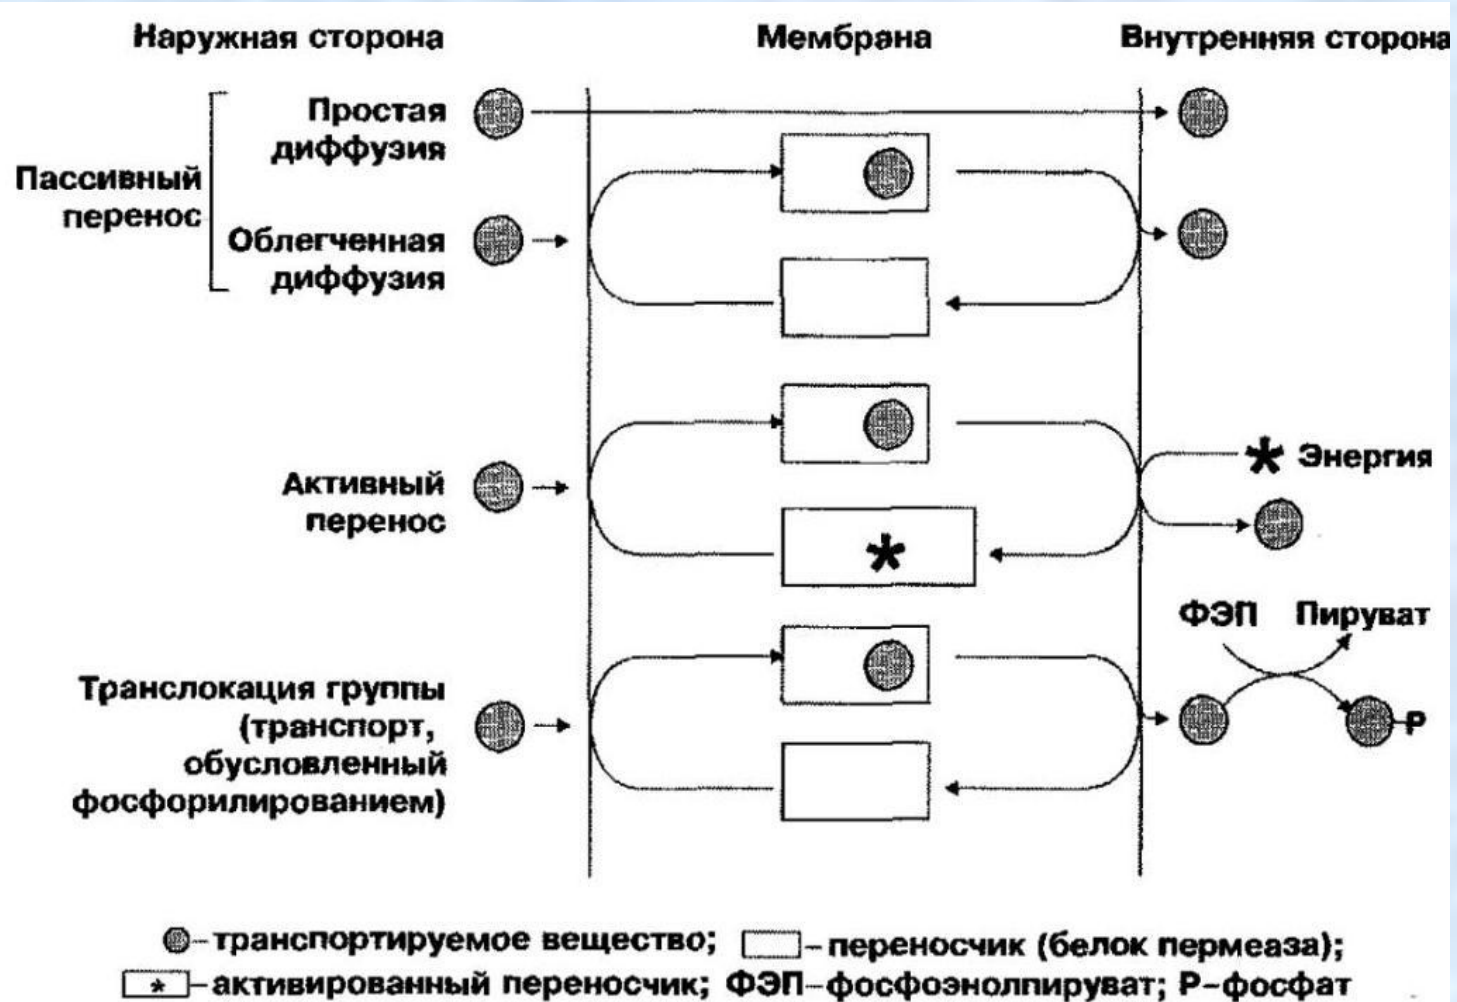 Наружная сторона Мембрана Внутренняя сторона
Простая
диффузия
Пассивный
перенос
Облегченная
диффузия
* Энергия
Активный
перенос
*
ФЭП Пируват
Транслокация группы
(транспорт,
обусловленный
фосфорилированием)
Р
–транспортируемое вещество; –переносчик (белок пермеаза);
* –активированный переносчик; ФЭП–фосфоэнолпируват; Р–фосфат